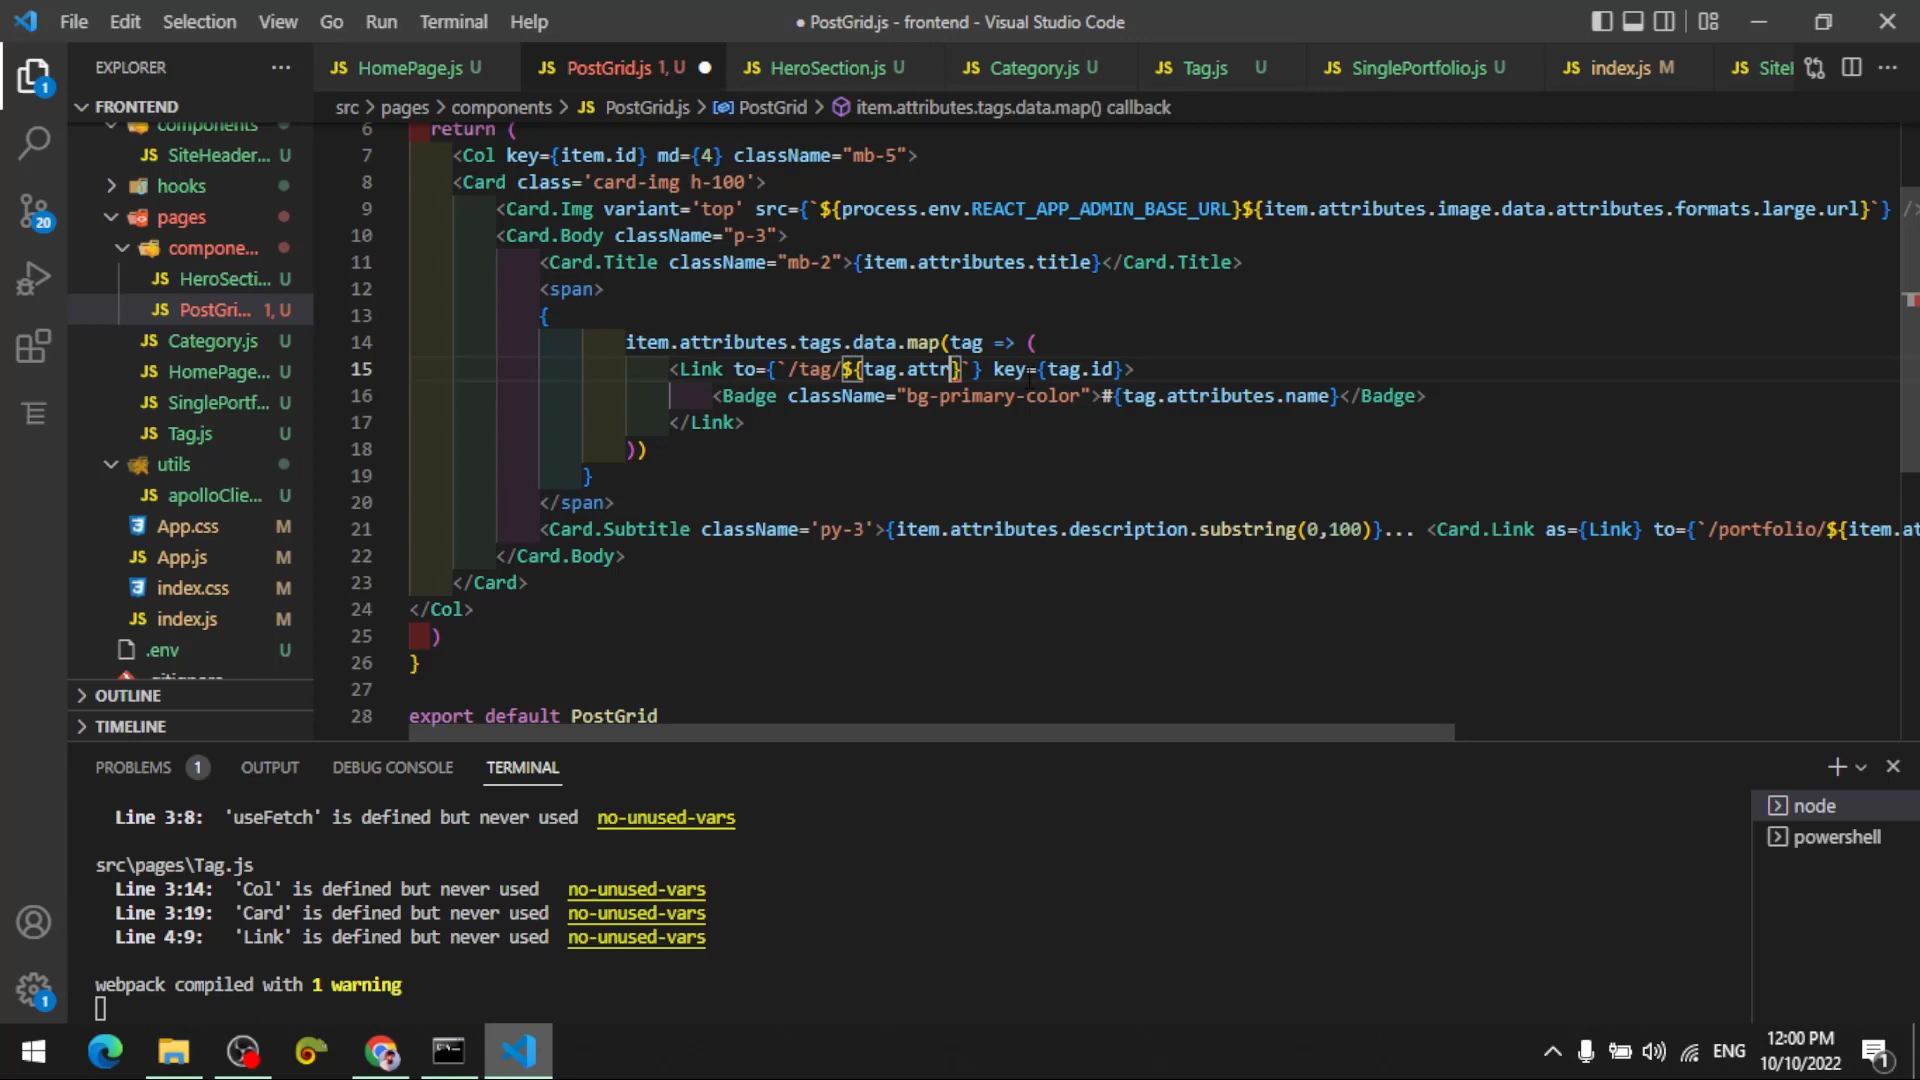 File Edit Selection View Go Run Terminal Help
● PostGrid.js - frontend - Visual Studio Code
EXPLORER
JS HomePage.js U
JS PostGrid.js 1, U
JS HeroSection.js U
JS Category.js U
JS Tag.js U
JS SinglePortfolio.js U
JS index.js M
JS SiteI
FRONTEND
src > pages > components > JS PostGrid.js > PostGrid > item.attributes.tags.data.map() callback
components
JS SiteHeader... U
hooks
pages
compone...
JS HeroSecti... U
JS PostGri... 1, U
JS Category.js U
JS HomePage... U
JS SinglePortf... U
JS Tag.js U
utils
JS apolloClie... U
App.css M
JS App.js M
index.css M
JS index.js M
.env U
OUTLINE
TIMELINE
1
20
1
6 return (
7 <Col key={item.id} md={4} className="mb-5">
8 <Card class='card-img h-100'>
9 <Card.Img variant='top' src={`${process.env.REACT_APP_ADMIN_BASE_URL}${item.attributes.image.data.attributes.formats.large.url}`} />
10 <Card.Body className="p-3">
11 <Card.Title className="mb-2">{item.attributes.title}</Card.Title>
12 <span>
13 {
14 item.attributes.tags.data.map(tag => (
15 <Link to={`/tag/${tag.attr}`} key={tag.id}>
16 <Badge className="bg-primary-color">#{tag.attributes.name}</Badge>
17 </Link>
18 ))
19 }
20 </span>
21 <Card.Subtitle className='py-3'>{item.attributes.description.substring(0,100)}... <Card.Link as={Link} to={`/portfolio/${item.at
22 </Card.Body>
23 </Card>
24 </Col>
25 )
26 }
27
28 export default PostGrid
PROBLEMS 1 OUTPUT DEBUG CONSOLE TERMINAL
Line 3:8: 'useFetch' is defined but never used no-unused-vars
src\pages\Tag.js
Line 3:14: 'Col' is defined but never used no-unused-vars
Line 3:19: 'Card' is defined but never used no-unused-vars
Line 4:9: 'Link' is defined but never used no-unused-vars
webpack compiled with 1 warning
node
powershell
ENG
12:00 PM
10/10/2022
1